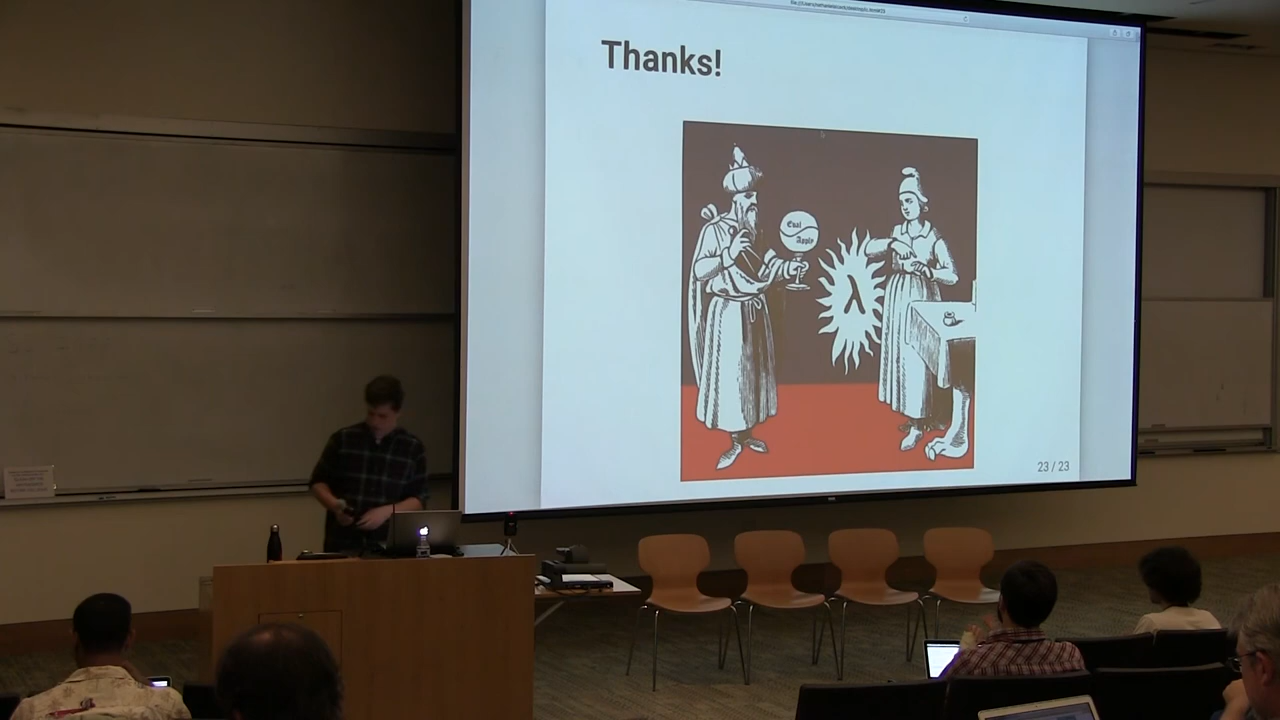 Thanks!
Eval
Apply
λ
23 / 23